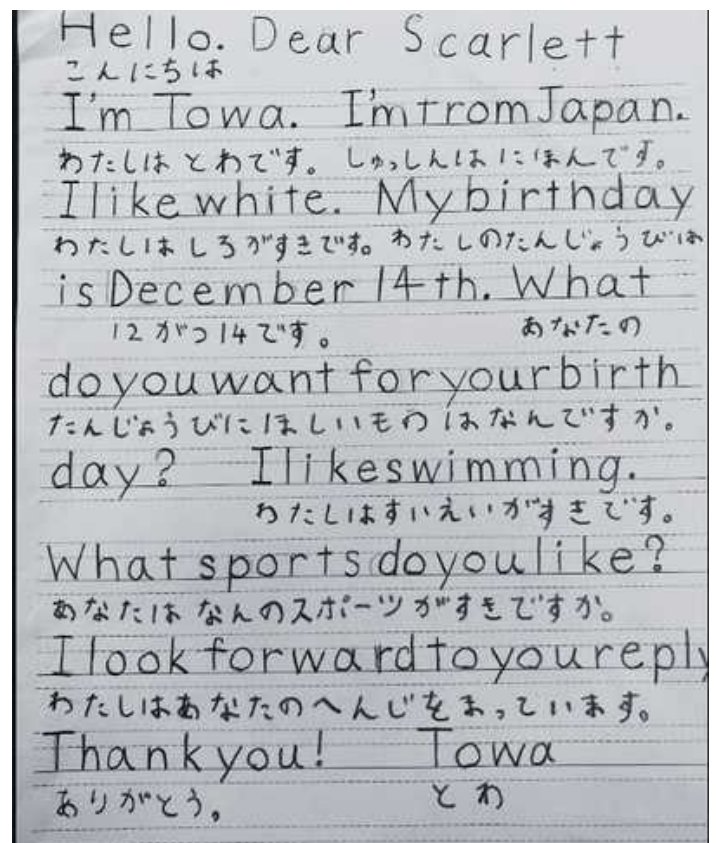 Hello. Dear Scarlett
こんにちは
I'm Towa. I'm from Japan.
わたしは とわです。 しゅっしんは にほんです。
I like white. My birthday
わたしは しろがすきです。 わたしのたんじょうびは
is December 14th. What
12がつ14です。 あなたの
do you want for your birth
たんじょうびに ほしいものはなんですか。
day? I like swimming.
わたしはすいえいがすきです。
What sports do you like?
あなたは なんのスポーツがすきですか。
I look forward to you reply
わたしはあなたのへんじをまっています。
Thank you! Towa
ありがとう。 とわ